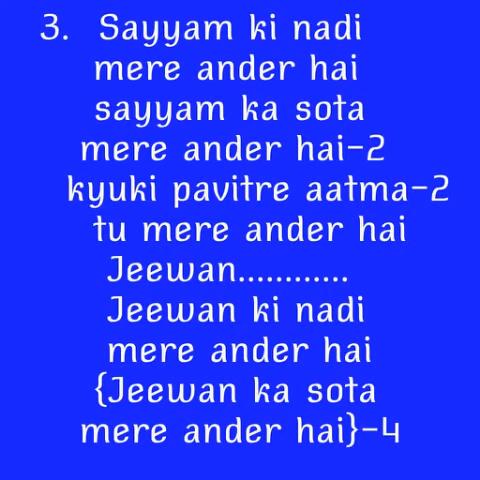 3. Sayyam ki nadi
mere ander hai
sayyam ka sota
mere ander hai-2
kyuki pavitre aatma-2
tu mere ander hai
Jeewan............
Jeewan ki nadi
mere ander hai
{Jeewan ka sota
mere ander hai}-4